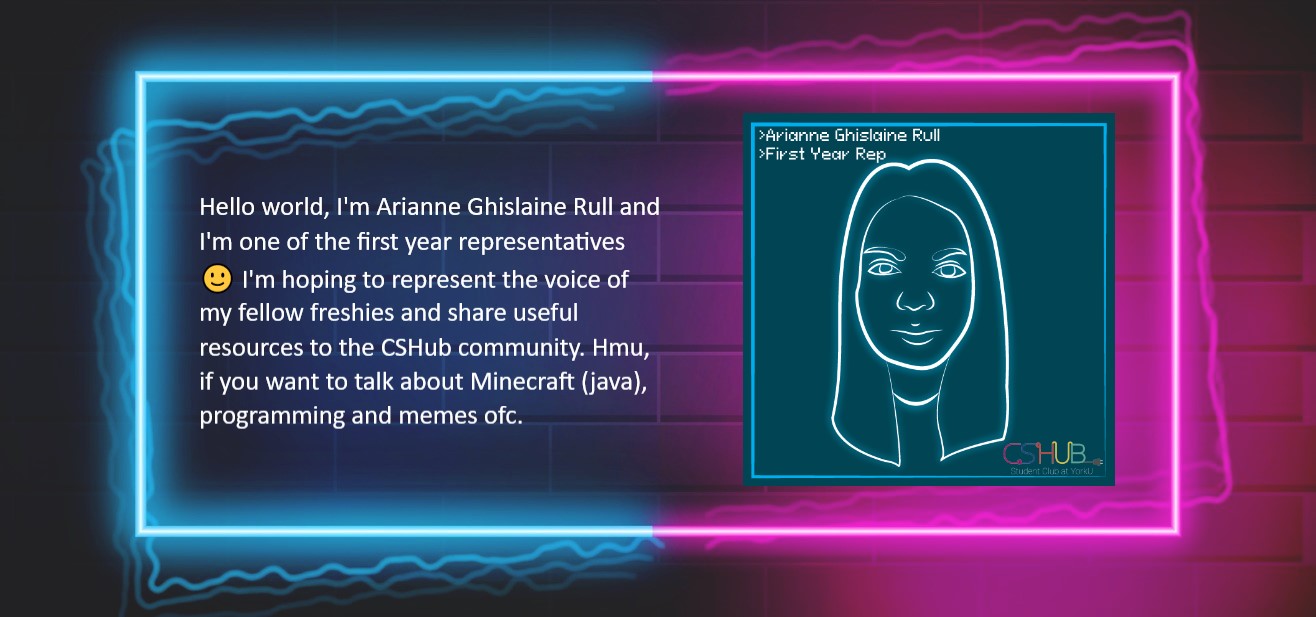 Hello world, I'm Arianne Ghislaine Rull and
I'm one of the first year representatives
🙂 I'm hoping to represent the voice of
my fellow freshies and share useful
resources to the CSHub community. Hmu,
if you want to talk about Minecraft (java),
programming and memes ofc.
>Arianne Ghislaine Rull
>First Year Rep
CSHUB
Student Club at YorkU